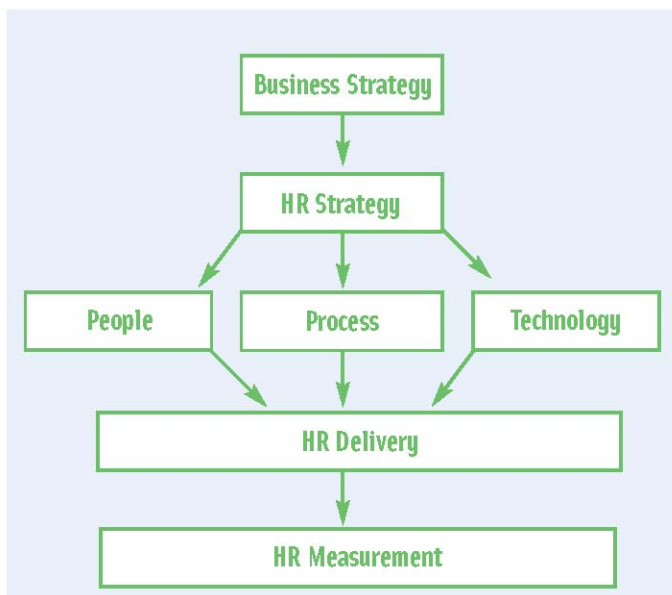 Business Strategy
HR Strategy
People
Process
Technology
HR Delivery
HR Measurement